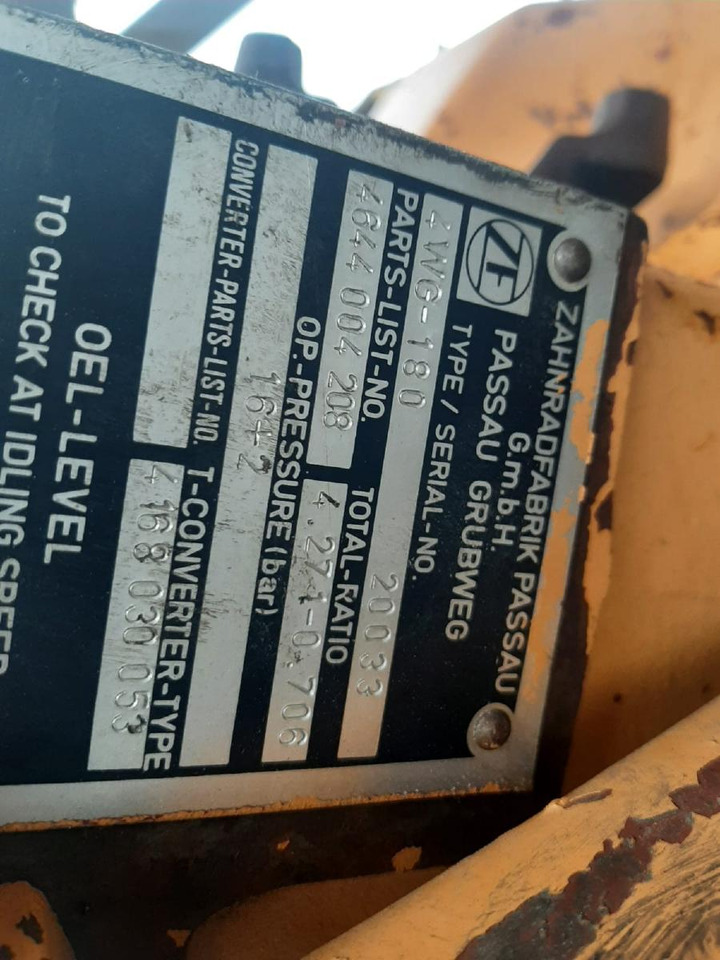 ZAHNRADFABRIK PASSAU
G.m.b.H.
ZF
PASSAU GRUBWEG
TYPE / SERIAL-NO.
4WG-180 20033
PARTS-LIST-NO. TOTAL-RATIO
4644 004 208 4.27-1-0.706
OP.-PRESSURE (bar)
16+2
CONVERTER-PARTS-LIST-NO. T-CONVERTER-TYPE
4168 030 053
OEL-LEVEL
TO CHECK AT IDLING SPEED